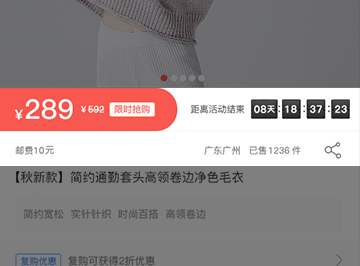 ¥289 ¥592 限时抢购 距离活动结束 08天:18:37:23
邮费10元 广东广州 已售1236件
【秋新款】简约通勤套头高领卷边净色毛衣
简约宽松 实针织织 时尚百搭 高领卷边
复购优惠 复购可获得2折优惠